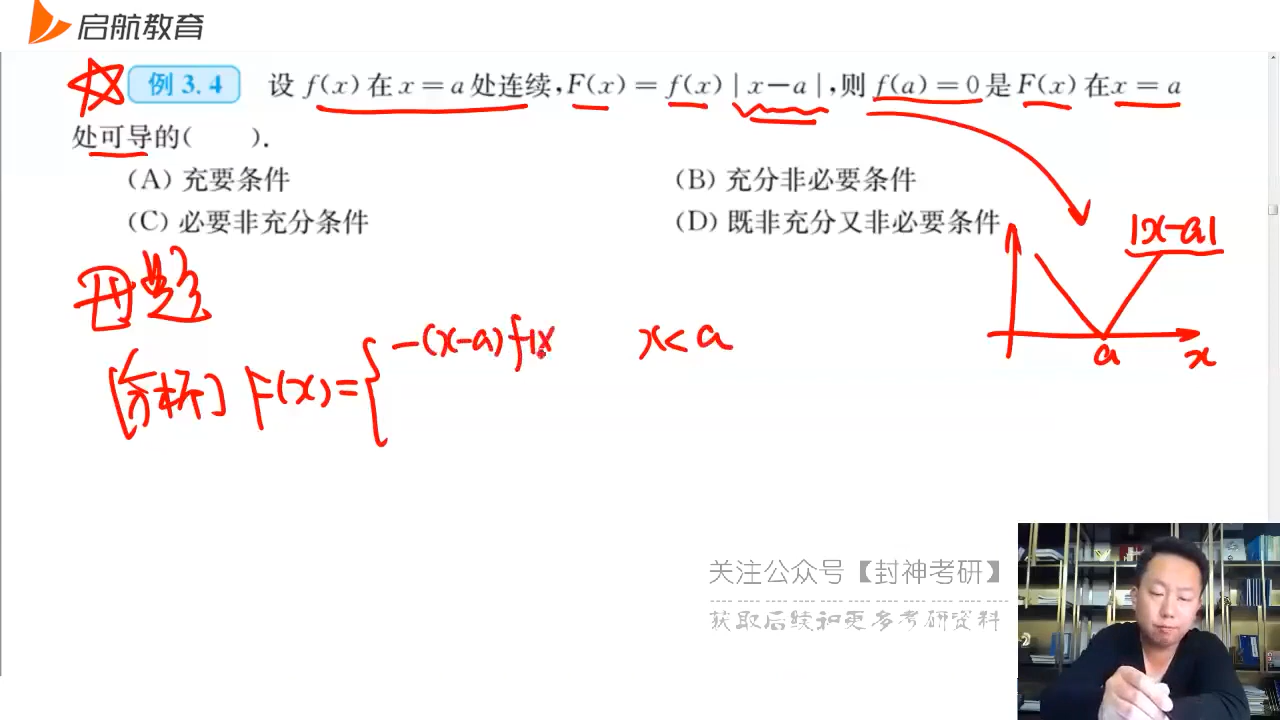 启航教育
例 3.4 设 f(x) 在 x = a 处连续, F(x) = f(x) | x-a |, 则 f(a) = 0 是 F(x) 在 x = a
处可导的( ).
(A) 充要条件 (B) 充分非必要条件
(C) 必要非充分条件 (D) 既非充分又非必要条件
|x-a|
a x
[分析] F(x) = { -(x-a) f(x x < a
关注公众号【封神考研】
获取后续和更多考研资料